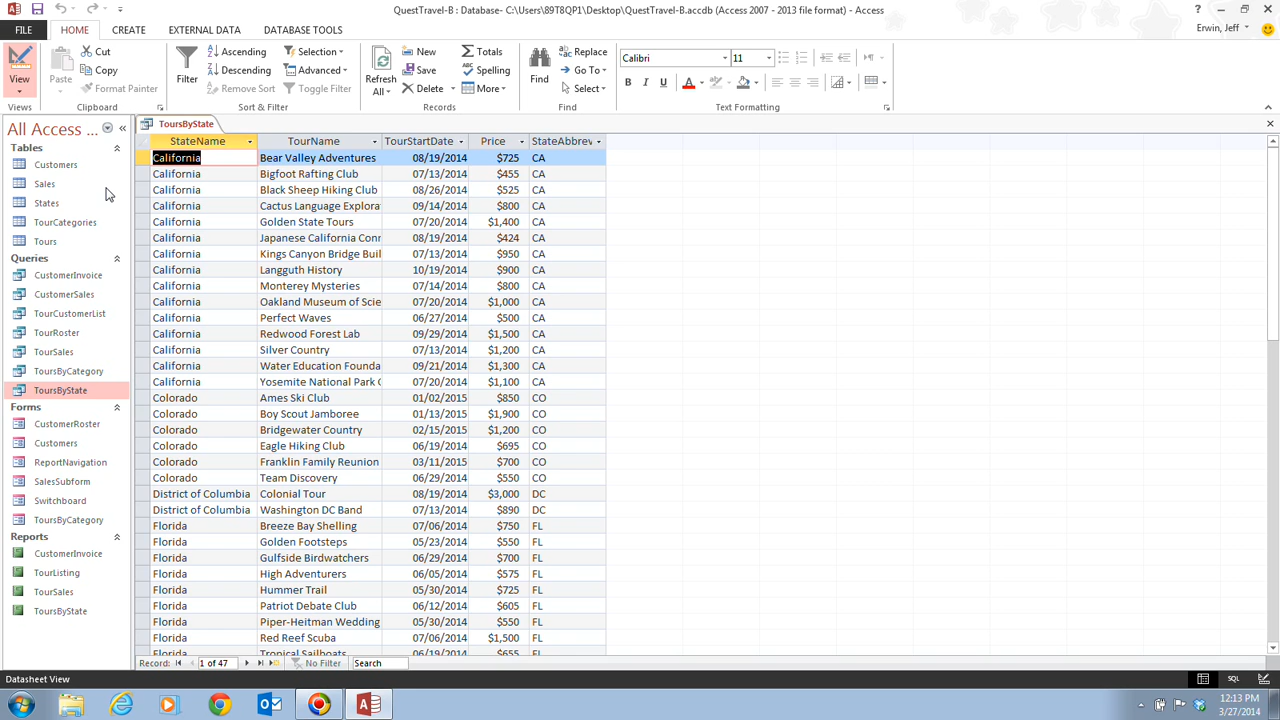 QuestTravel-B : Database- C:\Users\89T8QP1\Desktop\QuestTravel-B.accdb (Access 2007 - 2013 file format) - Access
FILE HOME CREATE EXTERNAL DATA DATABASE TOOLS Erwin, Jeff
View
Views
Paste
Cut
Copy
Format Painter
Clipboard
Filter
Ascending
Descending
Remove Sort
Selection
Advanced
Toggle Filter
Sort & Filter
Refresh All
New
Save
Delete
Totals
Spelling
More
Records
Find
Replace
Go To
Select
Find
Calibri 11
B I U A
Text Formatting
All Access ...
Tables
Customers
Sales
States
TourCategories
Tours
Queries
CustomerInvoice
CustomerSales
TourCustomerList
TourRoster
TourSales
ToursByCategory
ToursByState
Forms
CustomerRoster
Customers
ReportNavigation
SalesSubform
Switchboard
ToursByCategory
Reports
CustomerInvoice
TourListing
TourSales
ToursByState
ToursByState
StateName TourName TourStartDate Price StateAbbrev
California Bear Valley Adventures 08/19/2014 $725 CA
California Bigfoot Rafting Club 07/13/2014 $455 CA
California Black Sheep Hiking Club 08/26/2014 $525 CA
California Cactus Language Explora 09/14/2014 $800 CA
California Golden State Tours 07/20/2014 $1,400 CA
California Japanese California Conr 08/19/2014 $424 CA
California Kings Canyon Bridge Buil 07/13/2014 $950 CA
California Langguth History 10/19/2014 $900 CA
California Monterey Mysteries 07/14/2014 $800 CA
California Oakland Museum of Scie 07/20/2014 $1,000 CA
California Perfect Waves 06/27/2014 $500 CA
California Redwood Forest Lab 09/29/2014 $1,500 CA
California Silver Country 07/13/2014 $1,200 CA
California Water Education Founda 09/21/2014 $1,300 CA
California Yosemite National Park C 07/20/2014 $1,100 CA
Colorado Ames Ski Club 01/02/2015 $850 CO
Colorado Boy Scout Jamboree 01/13/2015 $1,900 CO
Colorado Bridgewater Country 02/15/2015 $1,200 CO
Colorado Eagle Hiking Club 06/19/2014 $695 CO
Colorado Franklin Family Reunion 03/11/2015 $700 CO
Colorado Team Discovery 06/29/2014 $550 CO
District of Columbia Colonial Tour 08/19/2014 $3,000 DC
District of Columbia Washington DC Band 07/13/2014 $890 DC
Florida Breeze Bay Shelling 07/06/2014 $750 FL
Florida Golden Footsteps 05/23/2014 $550 FL
Florida Gulfside Birdwatchers 06/29/2014 $700 FL
Florida High Adventurers 06/05/2014 $575 FL
Florida Hummer Trail 05/30/2014 $725 FL
Florida Patriot Debate Club 06/12/2014 $605 FL
Florida Piper-Heitman Wedding 05/30/2014 $550 FL
Florida Red Reef Scuba 07/06/2014 $1,500 FL
Florida Tropical Sailboats 06/19/2014 $655 FL
Record: 1 of 47 No Filter Search
Datasheet View SQL
12:13 PM
3/27/2014